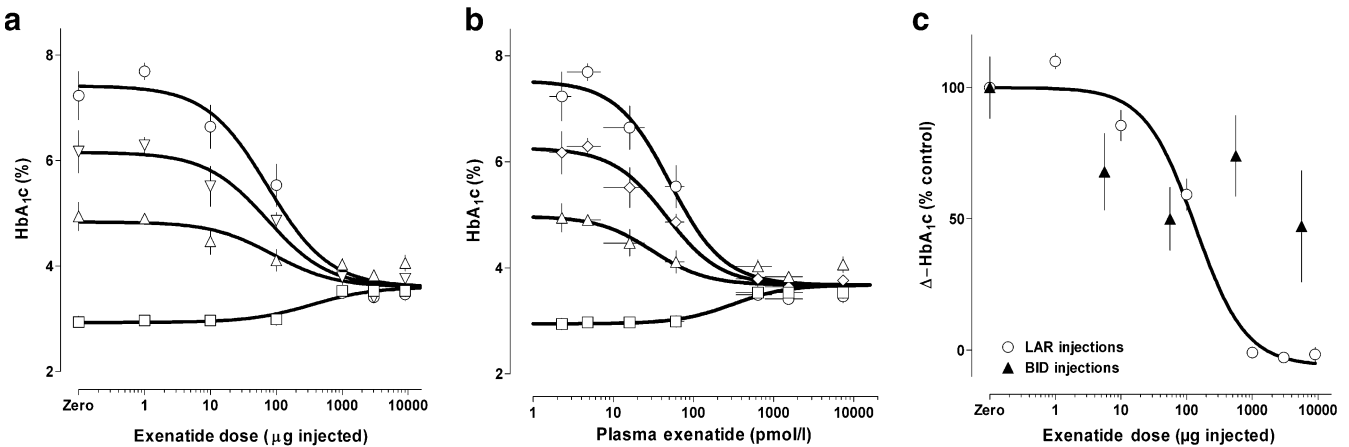 a
8
6
4
2
HbA1c (%)
Zero 1 10 100 1000 10000
Exenatide dose (μg injected)
b
8
6
4
2
HbA1c (%)
1 10 100 1000 10000
Plasma exenatide (pmol/l)
c
100
50
0
Δ–HbA1c (% control)
LAR injections
BID injections
Zero 1 10 100 1000 10000
Exenatide dose (μg injected)